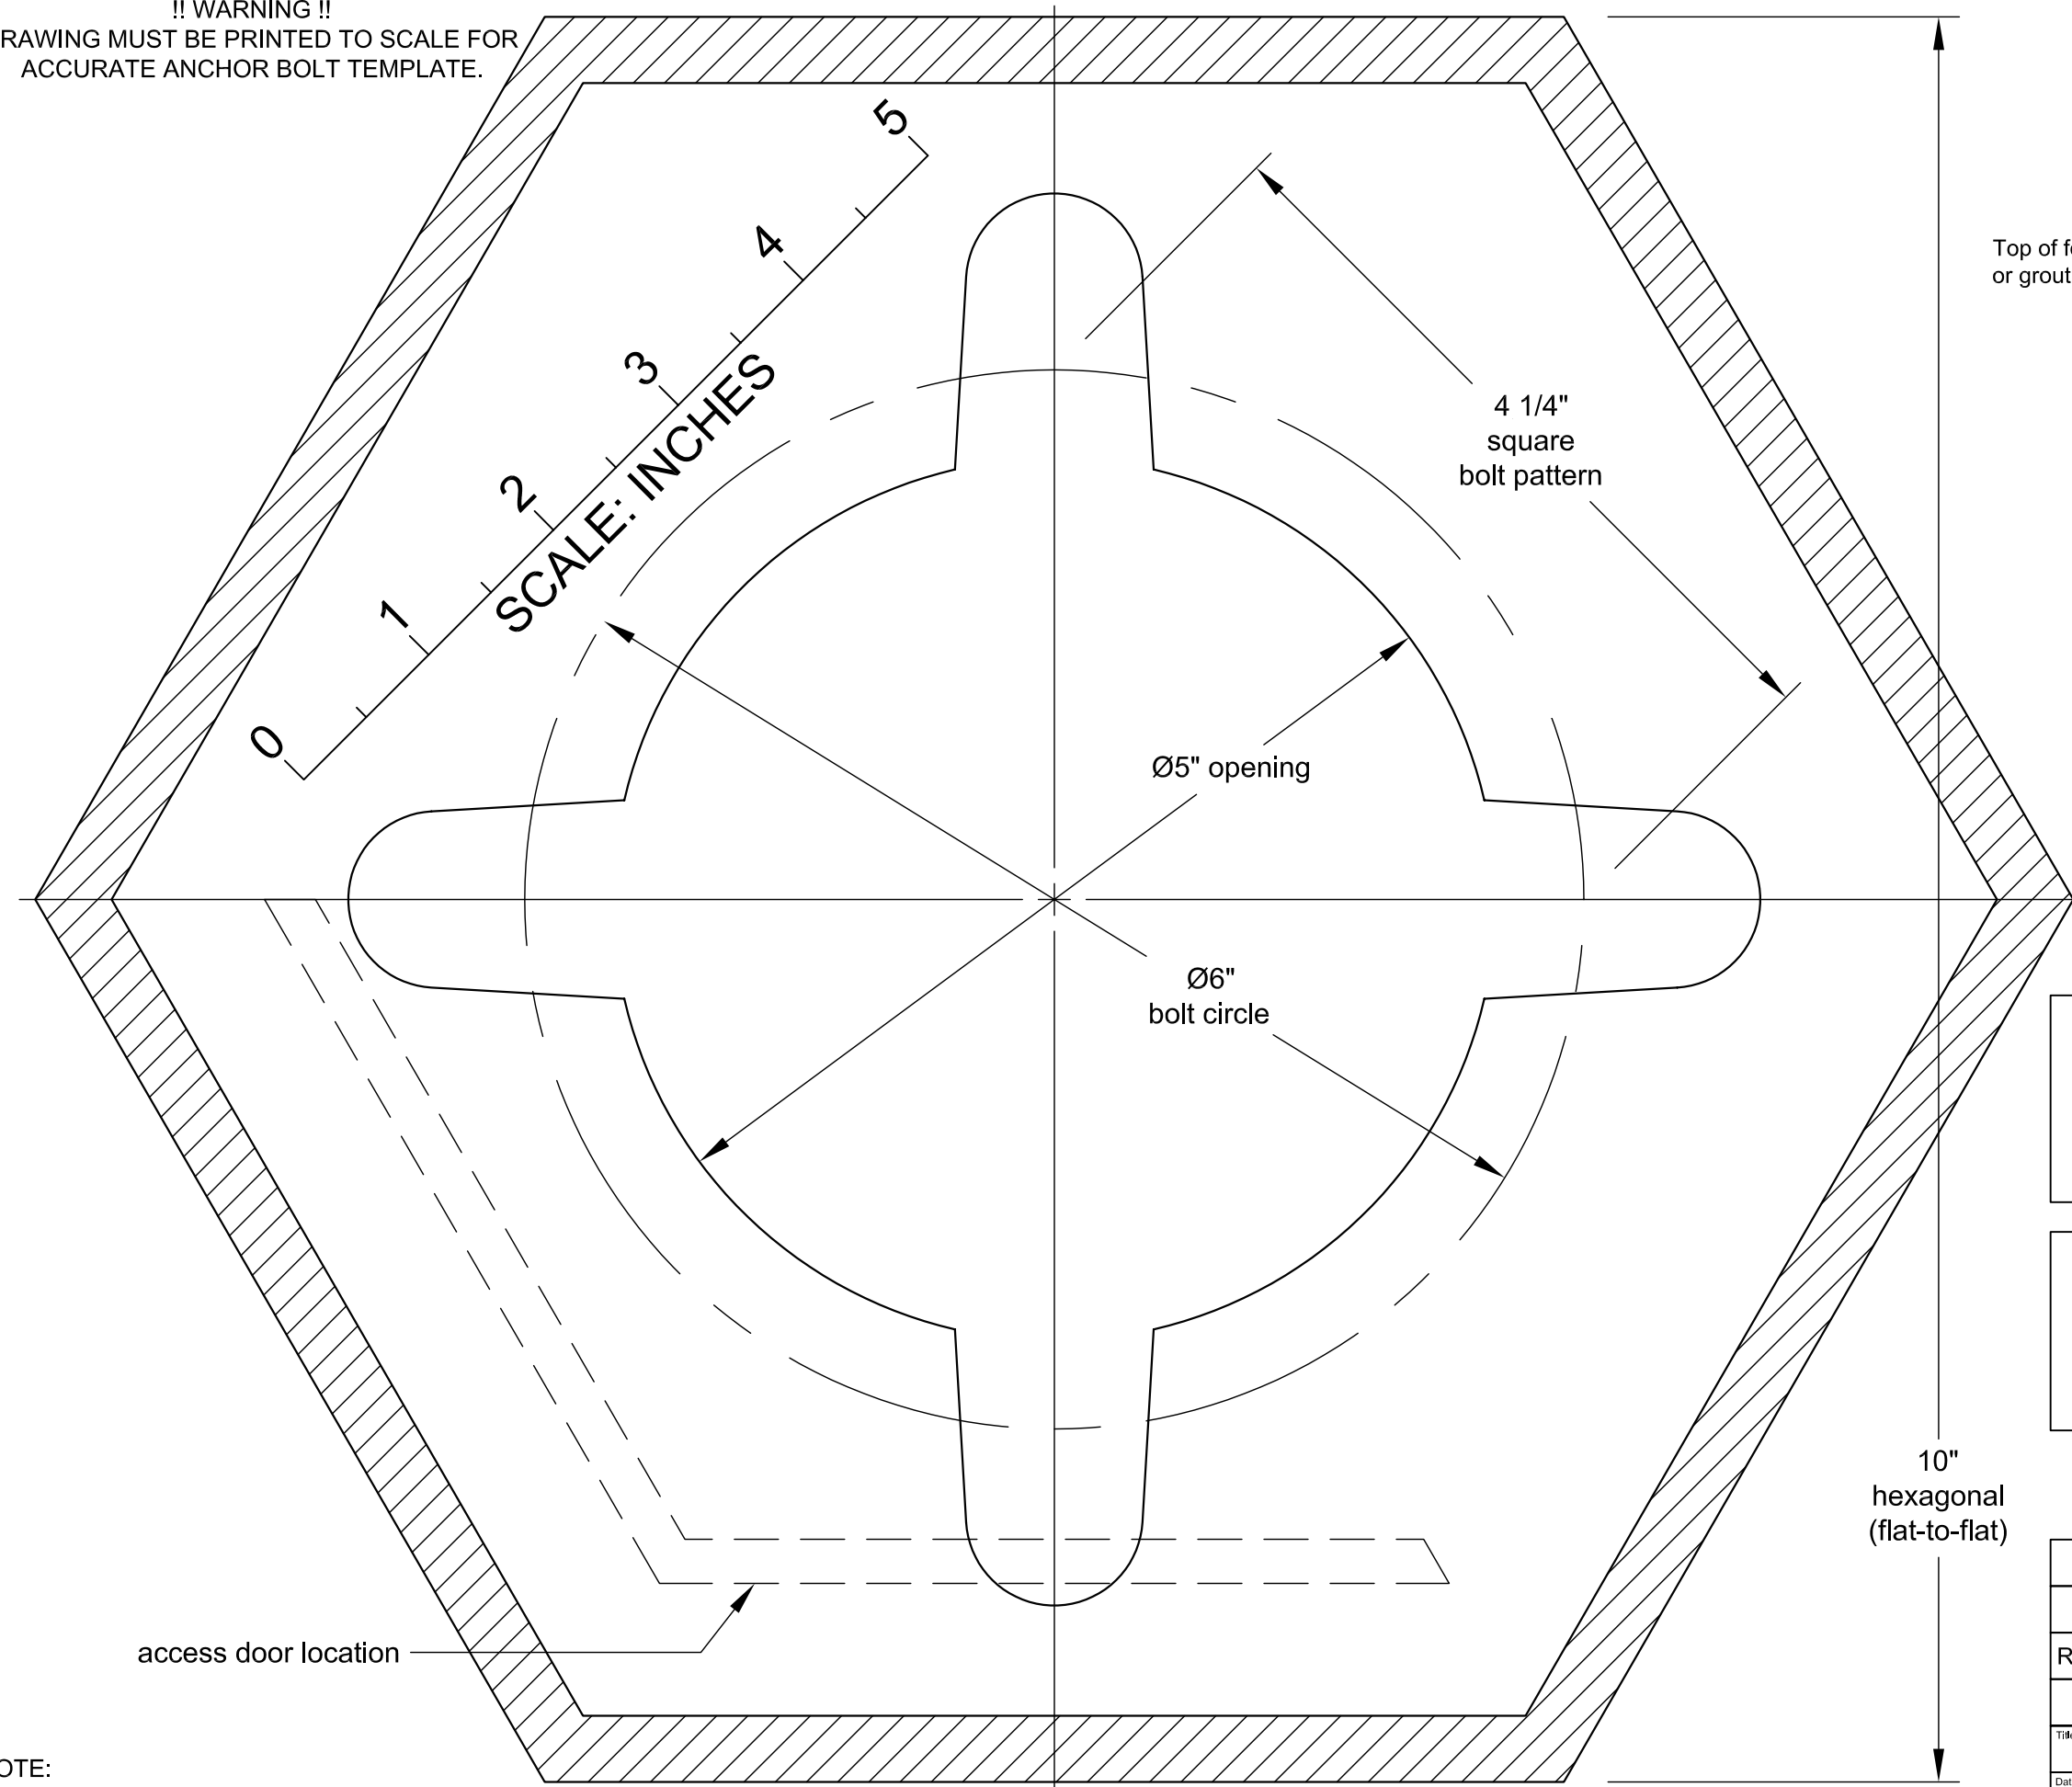 !! WARNING !!
RAWING MUST BE PRINTED TO SCALE FOR
ACCURATE ANCHOR BOLT TEMPLATE.
5
4
3
2
1
0
SCALE: INCHES
Top of f
or grout
4 1/4"
square
bolt pattern
Ø5" opening
Ø6"
bolt circle
10"
hexagonal
(flat-to-flat)
access door location
R
Title
OTE:
Dat